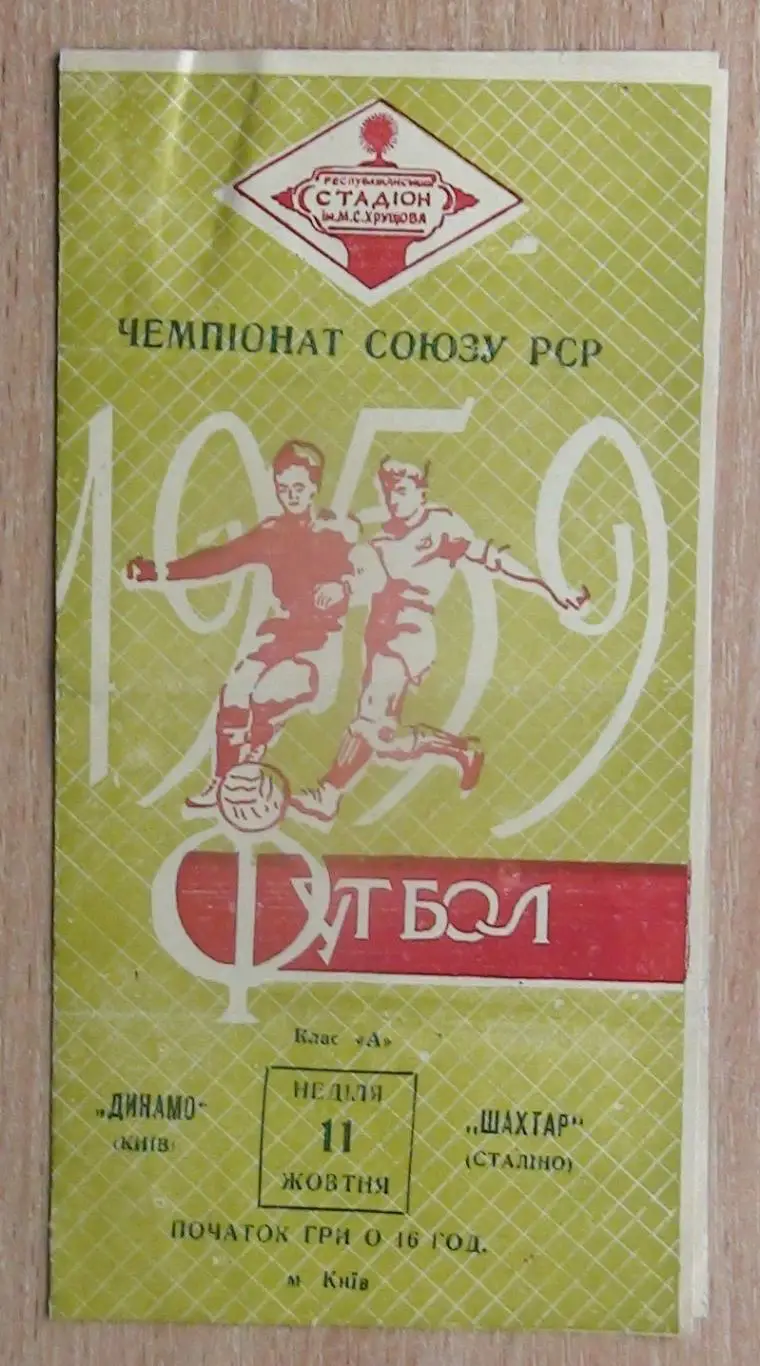 РЕСПУБЛІКАНСЬКИЙ
СТАДІОН
ім. М.С. ХРУЩОВА
ЧЕМПІОНАТ СОЮЗУ РСР
1959
ФУТБОЛ
Клас «А»
„ДИНАМО"
(КИЇВ)
НЕДІЛЯ
11
ЖОВТНЯ
„ШАХТАР"
(СТАЛІНО)
ПОЧАТОК ГРИ О 16 ГОД.
м Київ